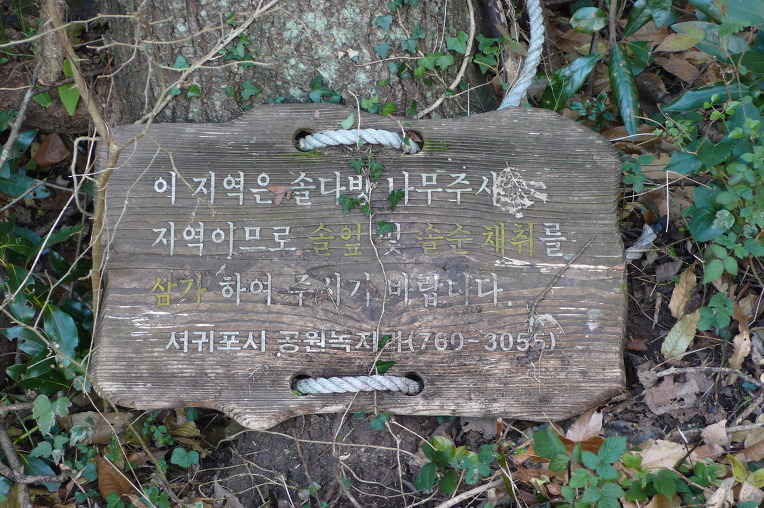 이 지역은 솔다방 나무주사
지역이므로 솔잎 및 솔순 채취를
삼가 하여 주시기 바랍니다.
서귀포시 공원녹지과(760-3055)